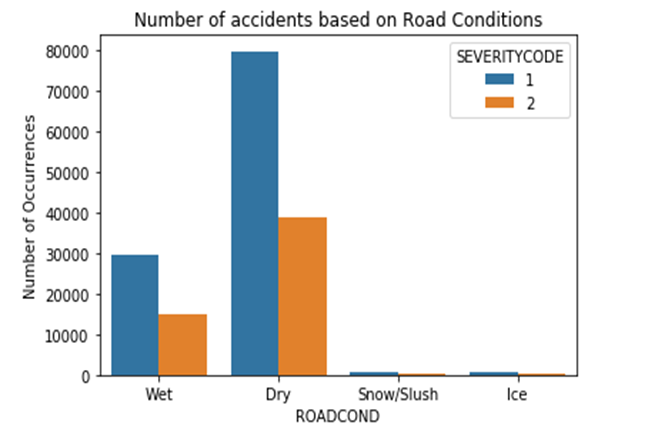 Number of accidents based on Road Conditions
SEVERITYCODE
1
2
Number of Occurrences
80000
70000
60000
50000
40000
30000
20000
10000
0
Wet Dry Snow/Slush Ice
ROADCOND